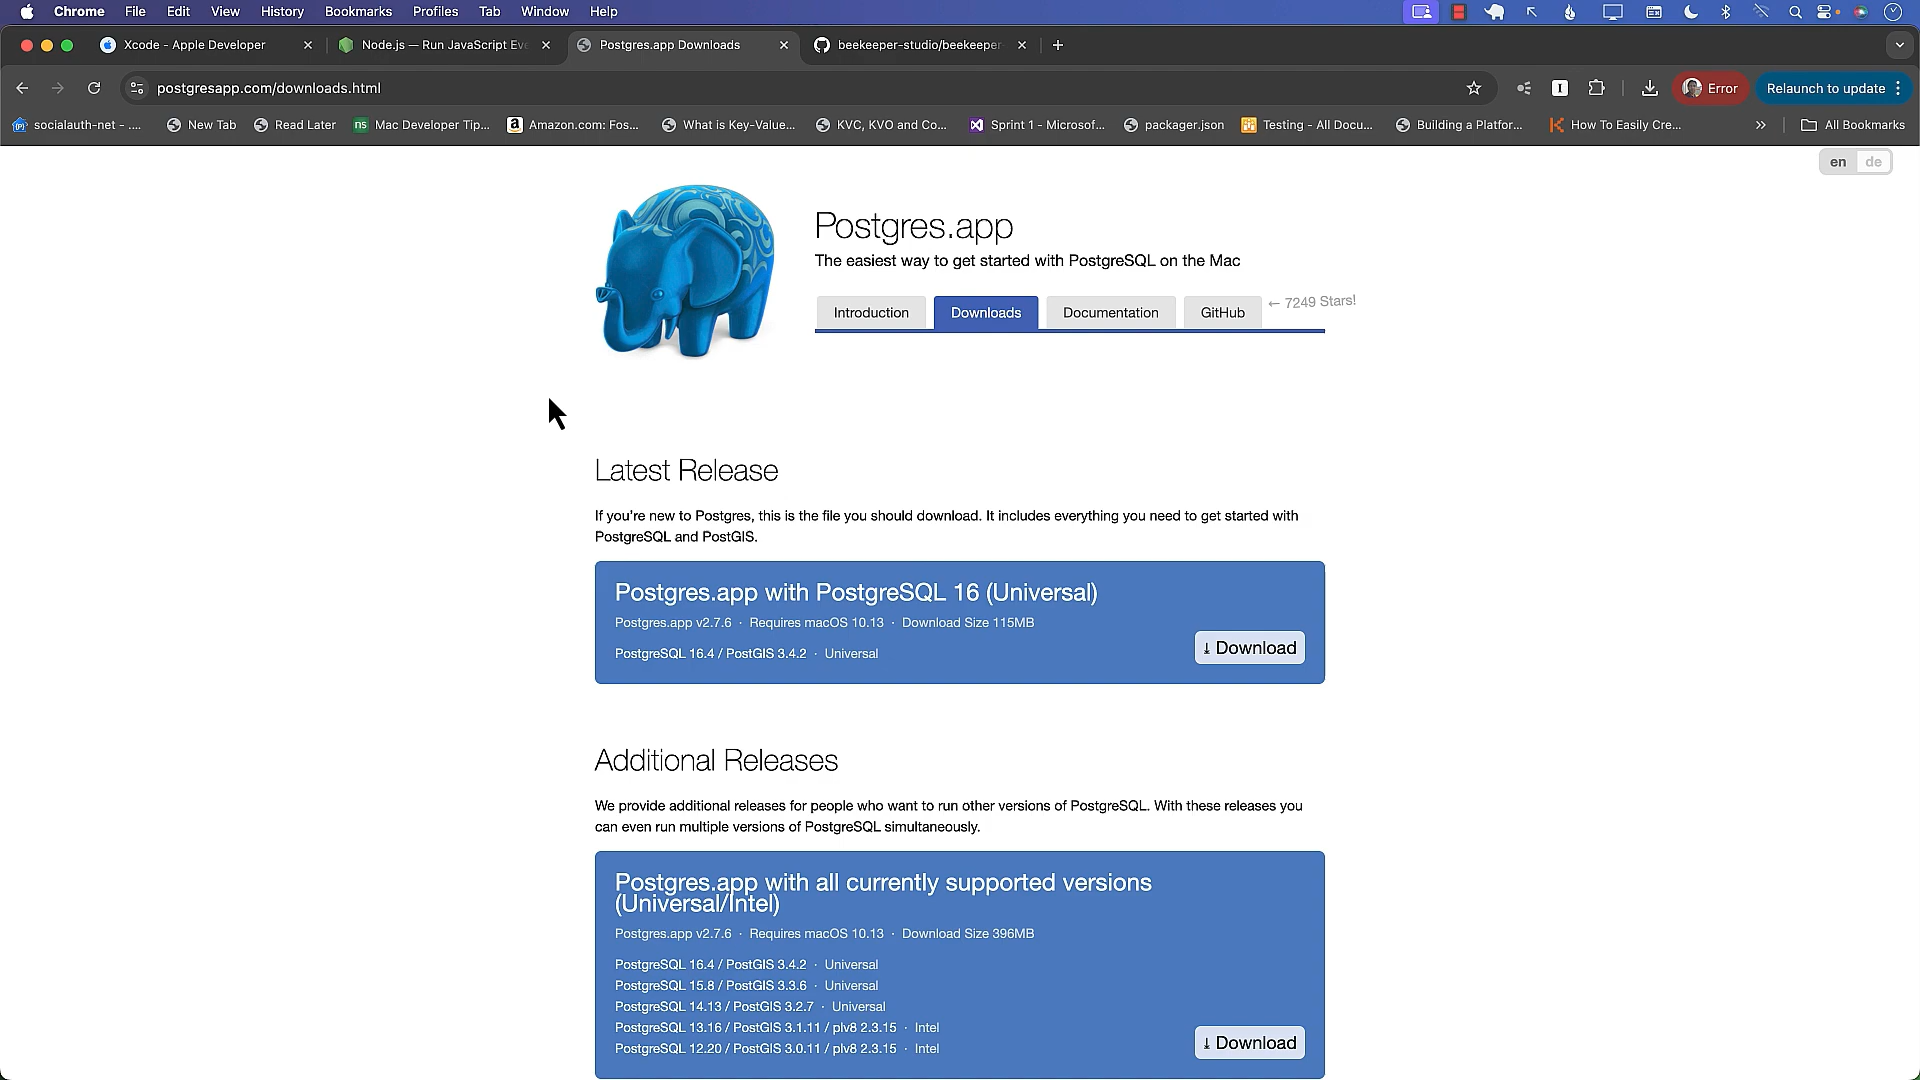 Chrome File Edit View History Bookmarks Profiles Tab Window Help
Xcode - Apple Developer
Node.js — Run JavaScript Eve
Postgres.app Downloads
beekeeper-studio/beekeeper-
postgresapp.com/downloads.html
Error
Relaunch to update
socialauth-net - ....
New Tab
Read Later
Mac Developer Tip...
Amazon.com: Fos...
What is Key-Value...
KVC, KVO and Co...
Sprint 1 - Microsof...
packager.json
Testing - All Docu...
Building a Platfor...
How To Easily Cre...
All Bookmarks
en de
Postgres.app
The easiest way to get started with PostgreSQL on the Mac
Introduction Downloads Documentation GitHub ← 7249 Stars!
Latest Release
If you're new to Postgres, this is the file you should download. It includes everything you need to get started with
PostgreSQL and PostGIS.
Postgres.app with PostgreSQL 16 (Universal)
Postgres.app v2.7.6 · Requires macOS 10.13 · Download Size 115MB
PostgreSQL 16.4 / PostGIS 3.4.2 · Universal
⤓ Download
Additional Releases
We provide additional releases for people who want to run other versions of PostgreSQL. With these releases you
can even run multiple versions of PostgreSQL simultaneously.
Postgres.app with all currently supported versions
(Universal/Intel)
Postgres.app v2.7.6 · Requires macOS 10.13 · Download Size 396MB
PostgreSQL 16.4 / PostGIS 3.4.2 · Universal
PostgreSQL 15.8 / PostGIS 3.3.6 · Universal
PostgreSQL 14.13 / PostGIS 3.2.7 · Universal
PostgreSQL 13.16 / PostGIS 3.1.11 / plv8 2.3.15 · Intel
PostgreSQL 12.20 / PostGIS 3.0.11 / plv8 2.3.15 · Intel
⤓ Download